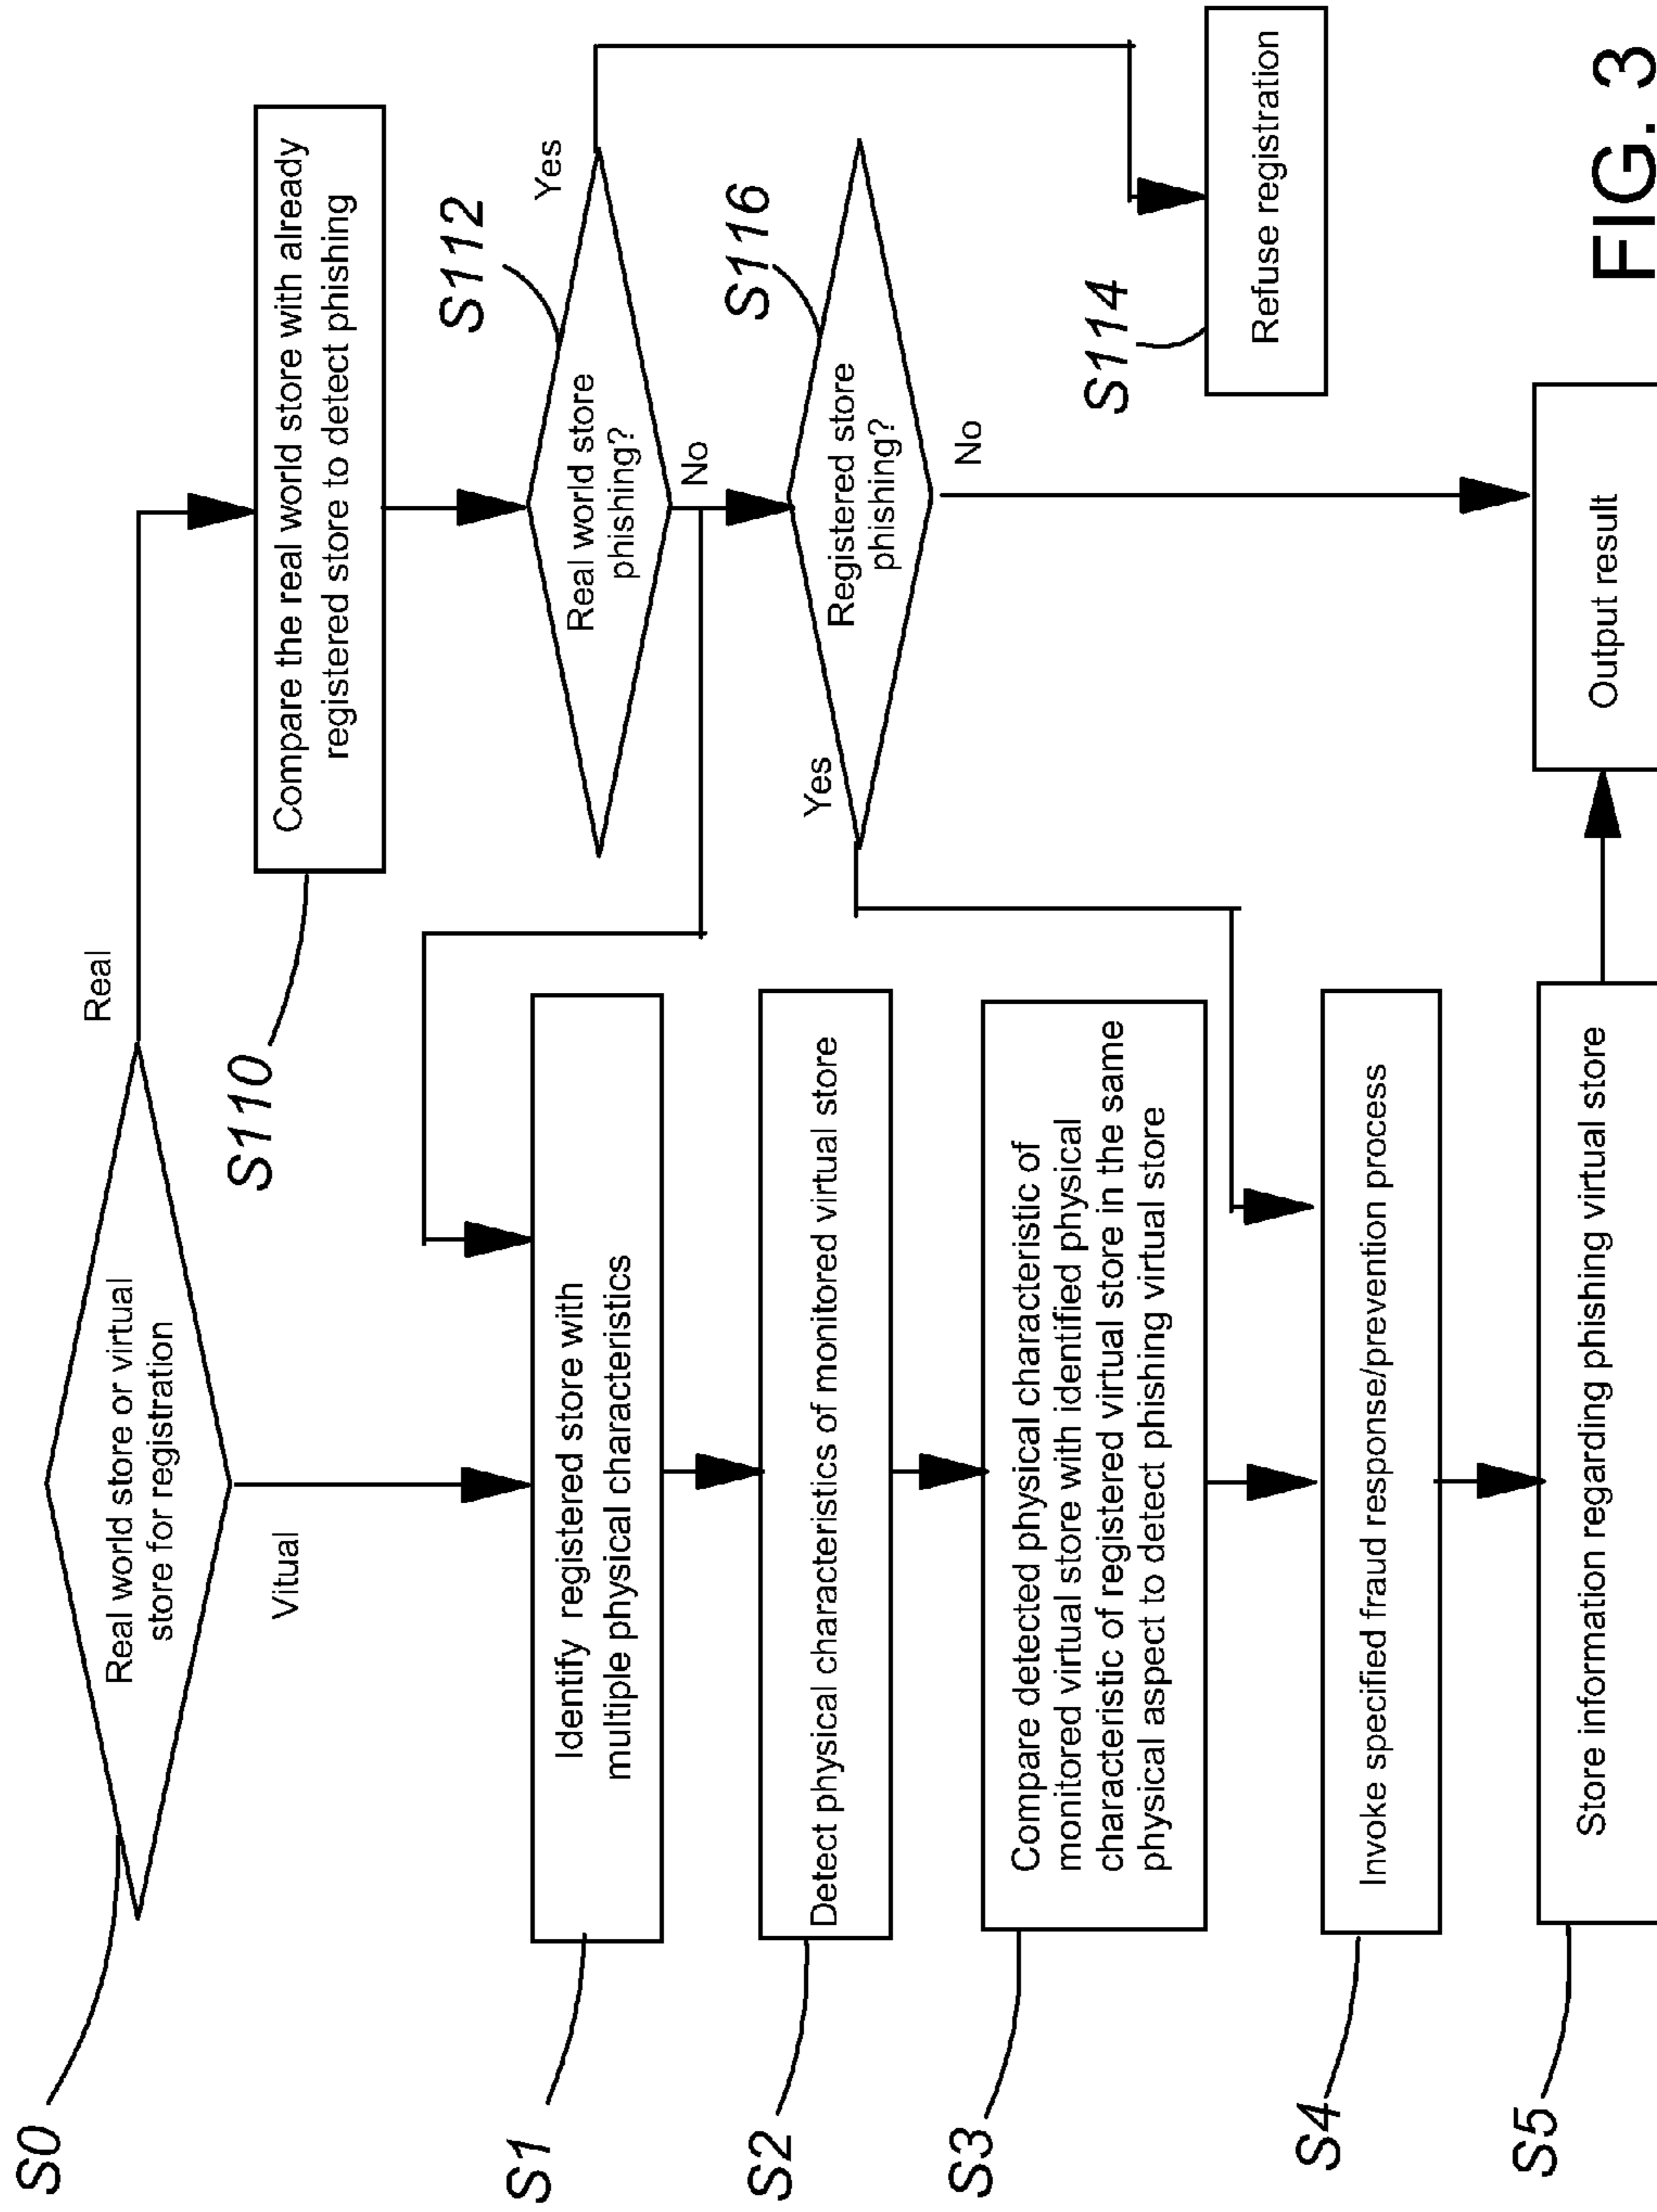 S0
Real world store or virtual
store for registration
Real
Vitual
S110
Compare the real world store with already
registered store to detect phishing
S112
Real world store
phishing?
Yes
No
S116
Registered store
phishing?
Yes
No
S114
Refuse registration
S1
Identify registered store with
multiple physical characteristics
S2
Detect physical characteristics of monitored virtual store
S3
Compare detected physical characteristic of
monitored virtual store with identified physical
characteristic of registered virtual store in the same
physical aspect to detect phishing virtual store
S4
Invoke specified fraud response/prevention process
S5
Store information regarding phishing virtual store
Output result
FIG. 3